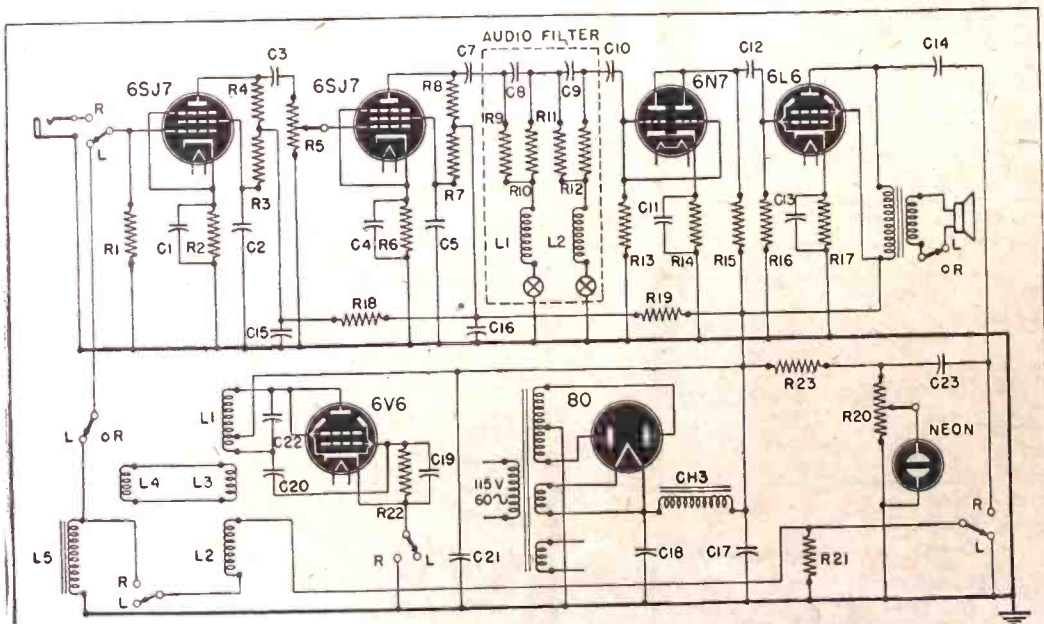 AUDIO FILTER
C3 C7 C10 C12 C14
6SJ7 R4 6SJ7 R8 C8 C9 6N7 6L6
R L R5 R9 R11
R3 R7 R10 R12
R1 C1 R2 C2 C4 R6 C5 L1 L2 R13 C11 R14 R15 R16 C13 R17 L R
R18 R19
C15 C16
L1 6V6 80 R23 C23
L R C22 R20 NEON
L4 L3 C20 C19 115V 60~ CH3
R22
L5 R L L2 R L C21 C18 C17 R21 R L